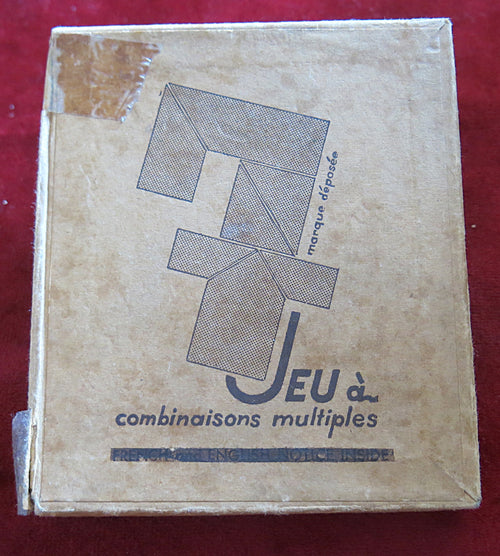 marque déposée
JEU à
combinaisons multiples
FRENCH and ENGLISH NOTICE INSIDE